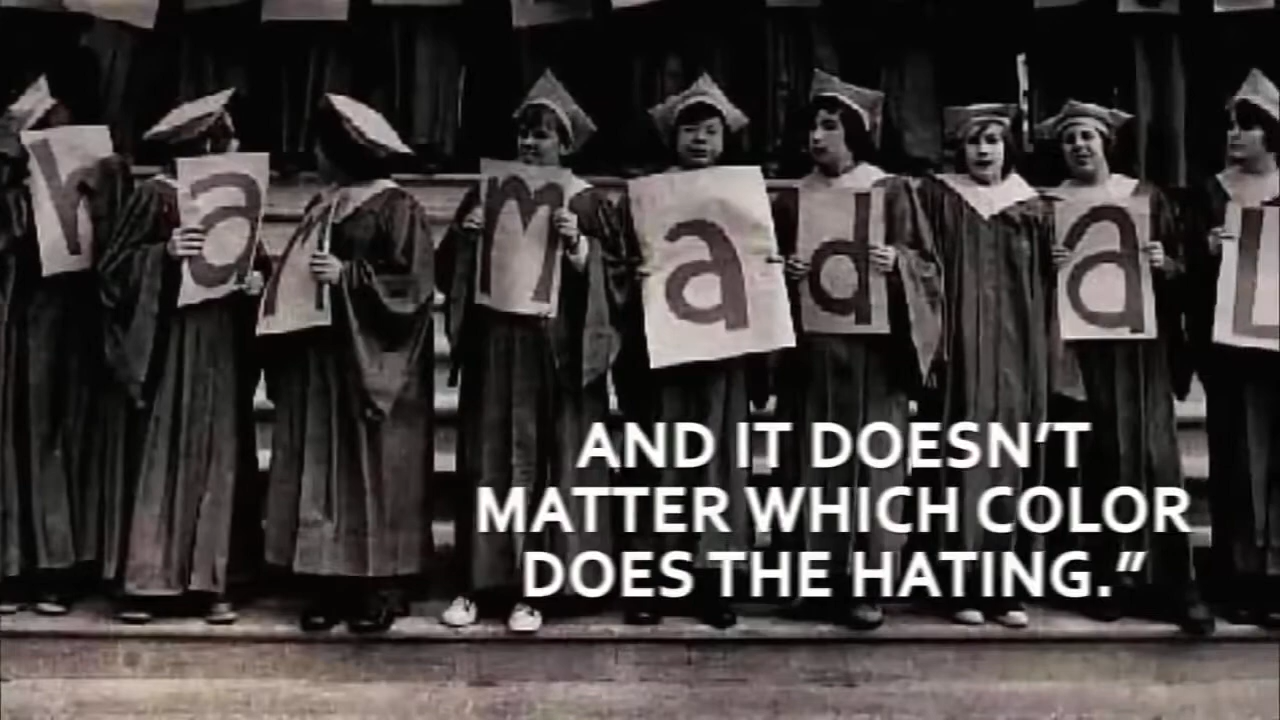 h a m m a d a L
AND IT DOESN'T
MATTER WHICH COLOR
DOES THE HATING.”